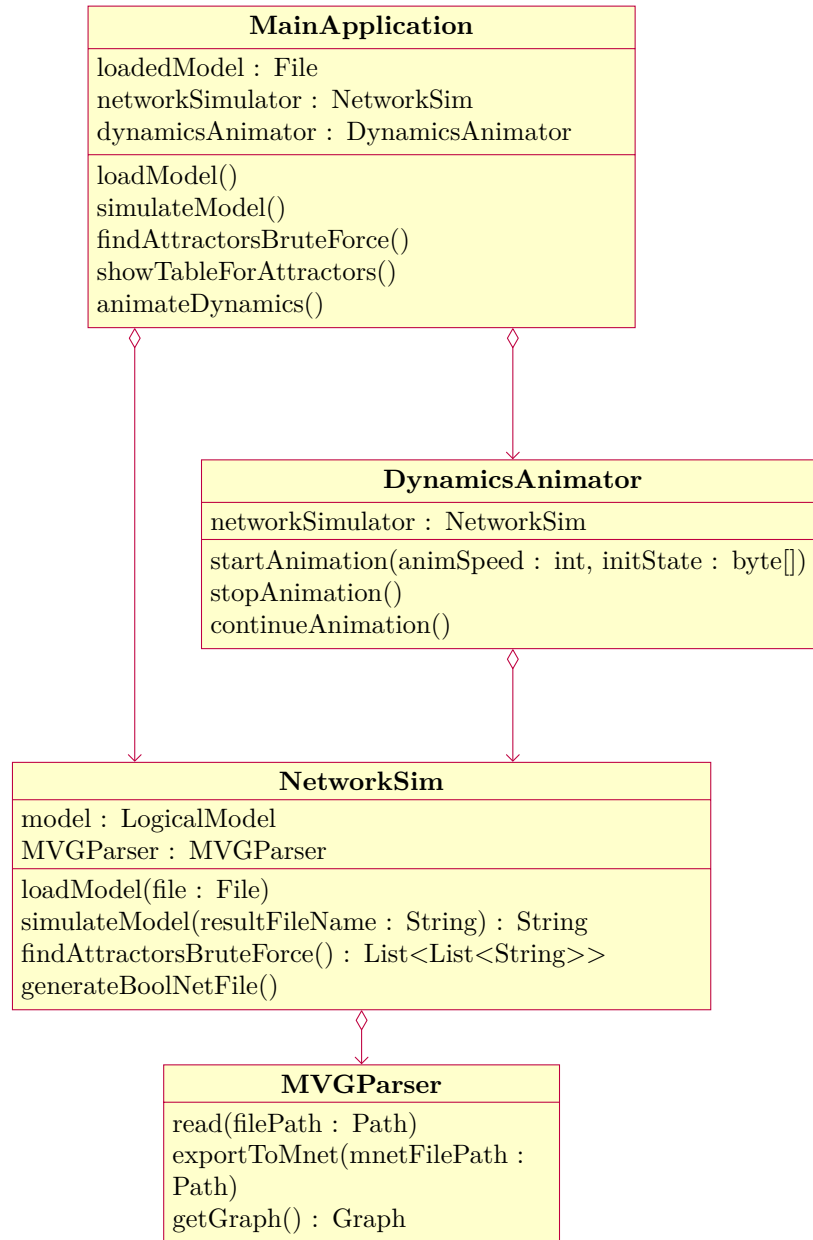 MainApplication
loadedModel : File
networkSimulator : NetworkSim
dynamicsAnimator : DynamicsAnimator
loadModel()
simulateModel()
findAttractorsBruteForce()
showTableForAttractors()
animateDynamics()
DynamicsAnimator
networkSimulator : NetworkSim
startAnimation(animSpeed : int, initState : byte[])
stopAnimation()
continueAnimation()
NetworkSim
model : LogicalModel
MVGParser : MVGParser
loadModel(file : File)
simulateModel(resultFileName : String) : String
findAttractorsBruteForce() : List<List<String>>
generateBoolNetFile()
MVGParser
read(filePath : Path)
exportToMnet(mnetFilePath :
Path)
getGraph() : Graph